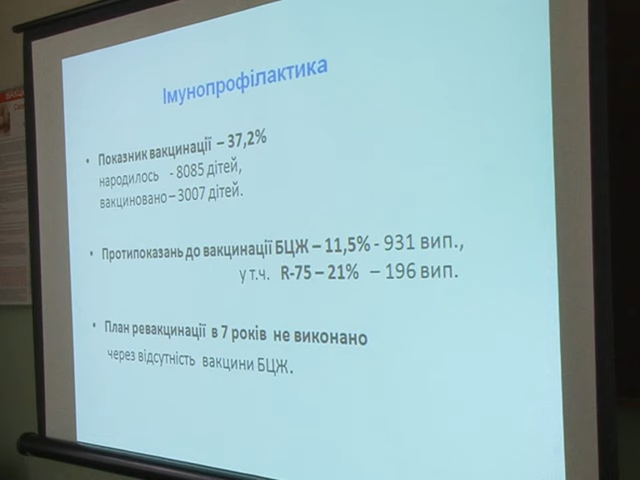 Імунопрофілактика
• Показник вакцинації – 37,2%
народилось - 8085 дітей,
вакциновано – 3007 дітей.
• Протипоказань до вакцинації БЦЖ – 11,5% - 931 вип.,
у т.ч. R-75 – 21% – 196 вип.
• План ревакцинації в 7 років не виконано
через відсутність вакцини БЦЖ.